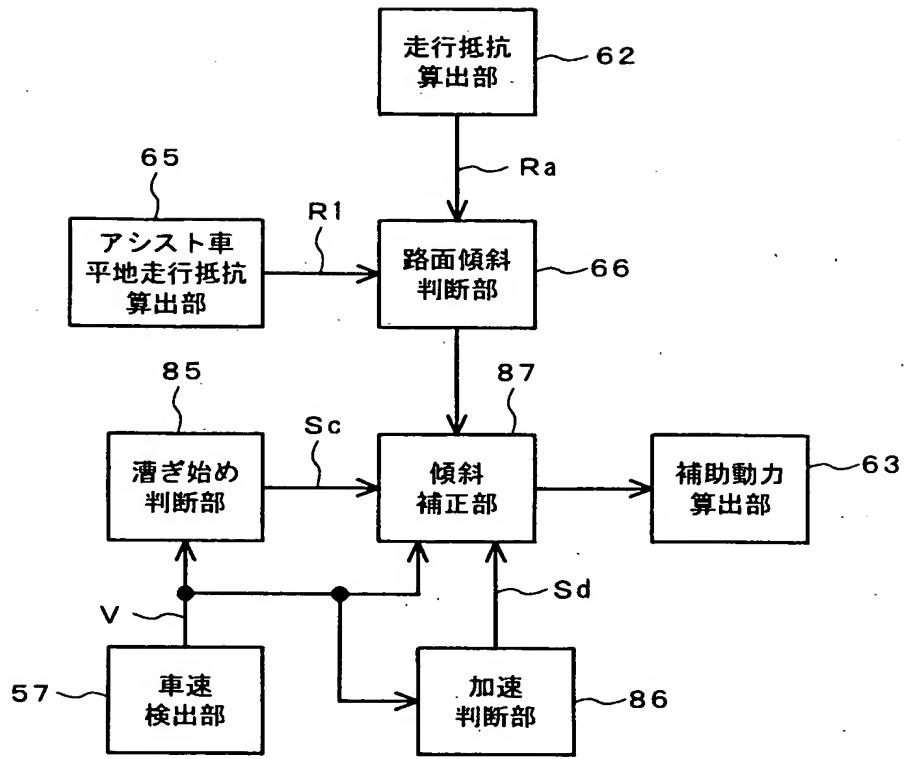 走行抵抗
算出部
62
Ra
65
R1
アシスト車
平地走行抵抗
算出部
路面傾斜
判断部
66
85
87
Sc
漕ぎ始め
判断部
傾斜
補正部
補助動力
算出部
63
V
Sd
57
車速
検出部
加速
判断部
86